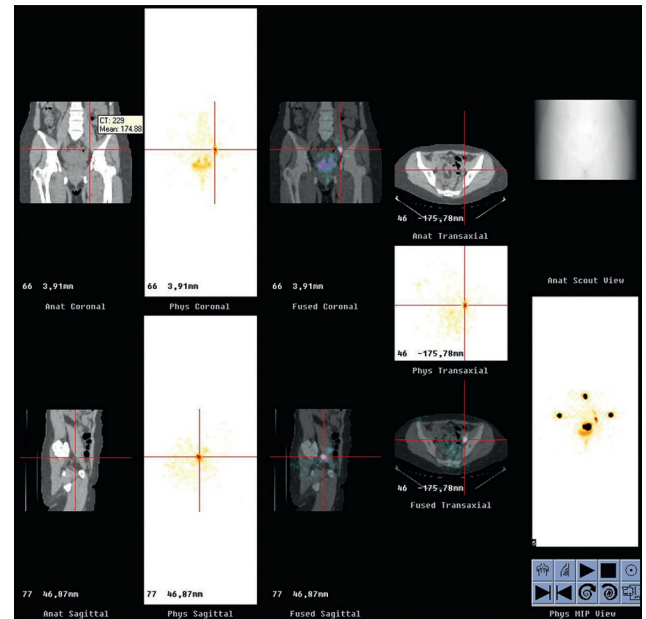 CT: 229
Mean: 174.88
66 3,91mm
Anat Coronal
66 3,91mm
Phys Coronal
66 3,91mm
Fused Coronal
46 -175,78mm
Anat Transaxial
46 -175,78mm
Phys Transaxial
46 -175,78mm
Fused Transaxial
Anat Scout View
77 46,87mm
Anat Sagittal
77 46,87mm
Phys Sagittal
77 46,87mm
Fused Sagittal
Phys MIP View